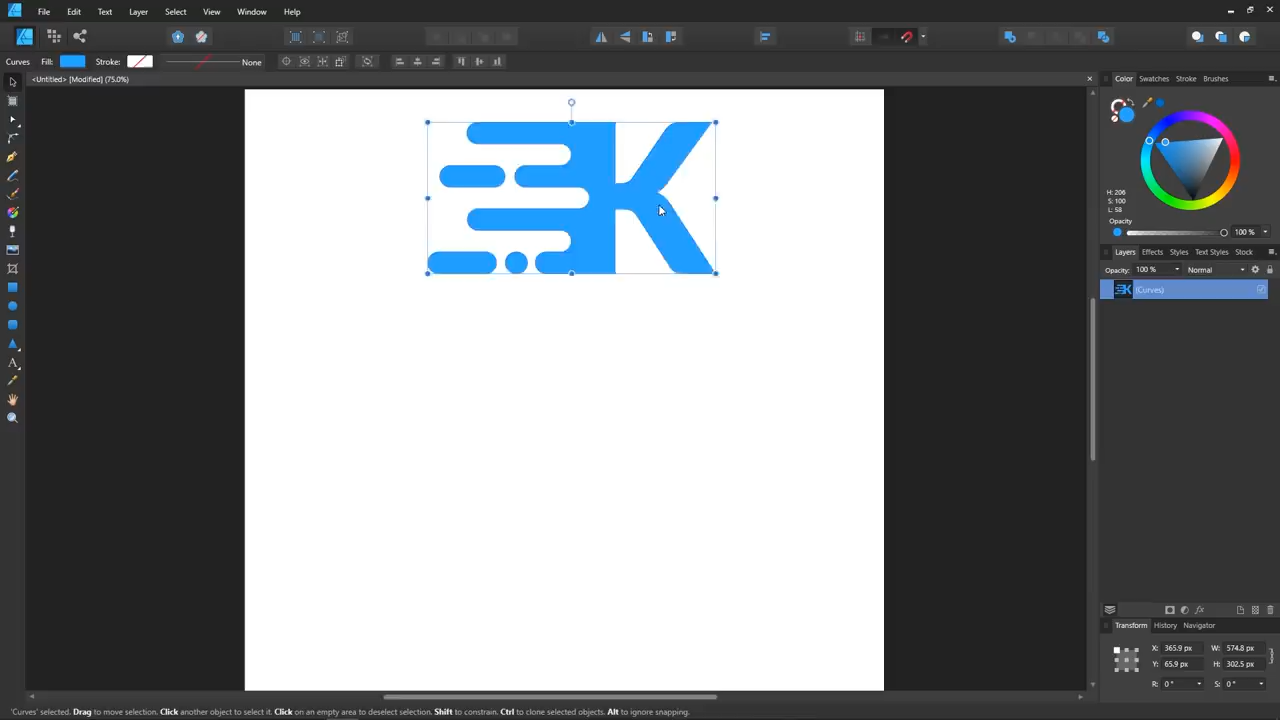 File Edit Text Layer Select View Window Help
Curves Fill: Stroke: None
<Untitled> [Modified] (75.0%)
K
Color Swatches Stroke Brushes
H: 206
S: 100
L: 58
Opacity
100 %
Layers Effects Styles Text Styles Stock
Opacity: 100 % Normal
(Curves)
Transform History Navigator
X: 365.9 px W: 574.8 px
Y: 65.9 px H: 302.5 px
R: 0 ° S: 0 °
'Curves' selected. Drag to move selection. Click another object to select it. Click on an empty area to deselect selection. Shift to constrain. Ctrl to clone selected objects. Alt to ignore snapping.